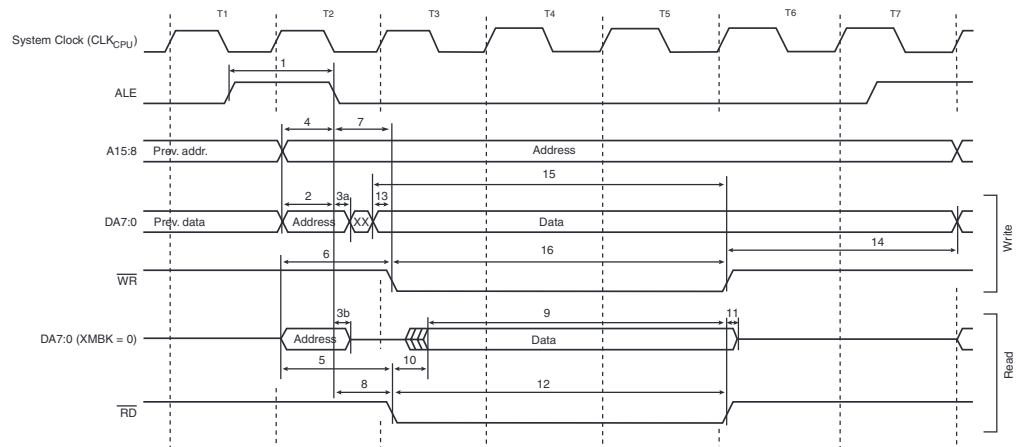 T1 T2 T3 T4 T5 T6 T7
System Clock (CLKCPU)
1
ALE
4 7
A15:8 Prev. addr. Address
15
2 3a 13
DA7:0 Prev. data Address XX Data
Write
14
6 16
WR
3b 9 11
DA7:0 (XMBK = 0) Address Data
Read
5 10
8 12
RD